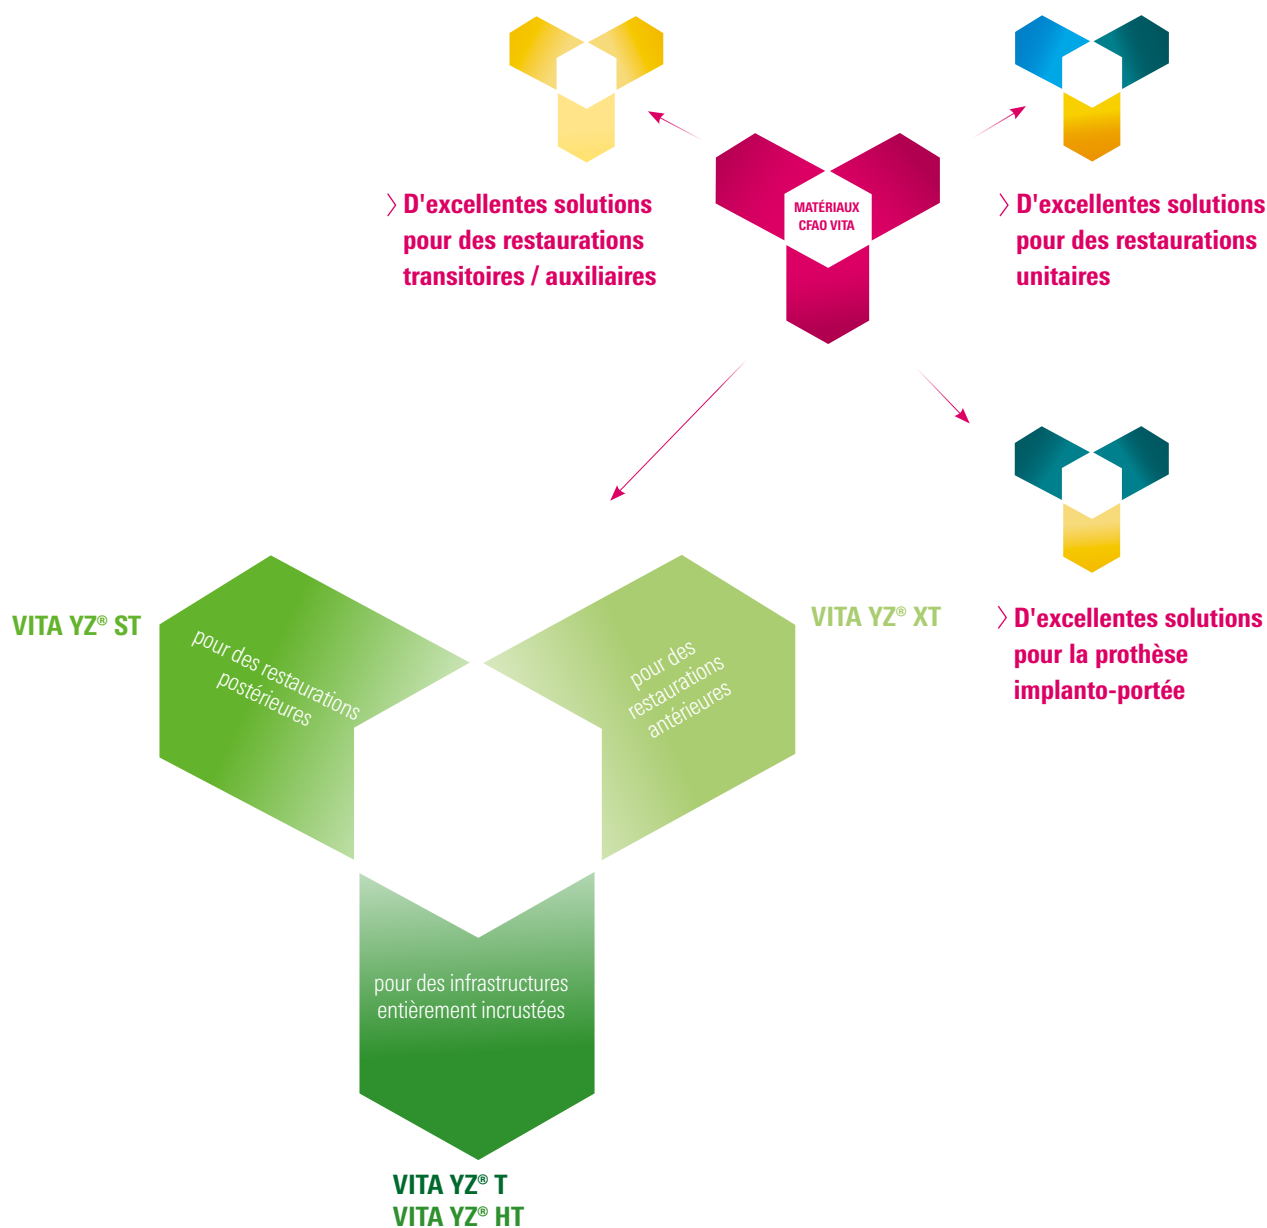 MATÉRIAUX
CFAO VITA
〉D'excellentes solutions
pour des restaurations
transitoires / auxiliaires
〉D'excellentes solutions
pour des restaurations
unitaires
〉D'excellentes solutions
pour la prothèse
implanto-portée
VITA YZ® ST
pour des restaurations
postérieures
VITA YZ® XT
pour des
restaurations
antérieures
pour des infrastructures
entièrement incrustées
VITA YZ® T
VITA YZ® HT